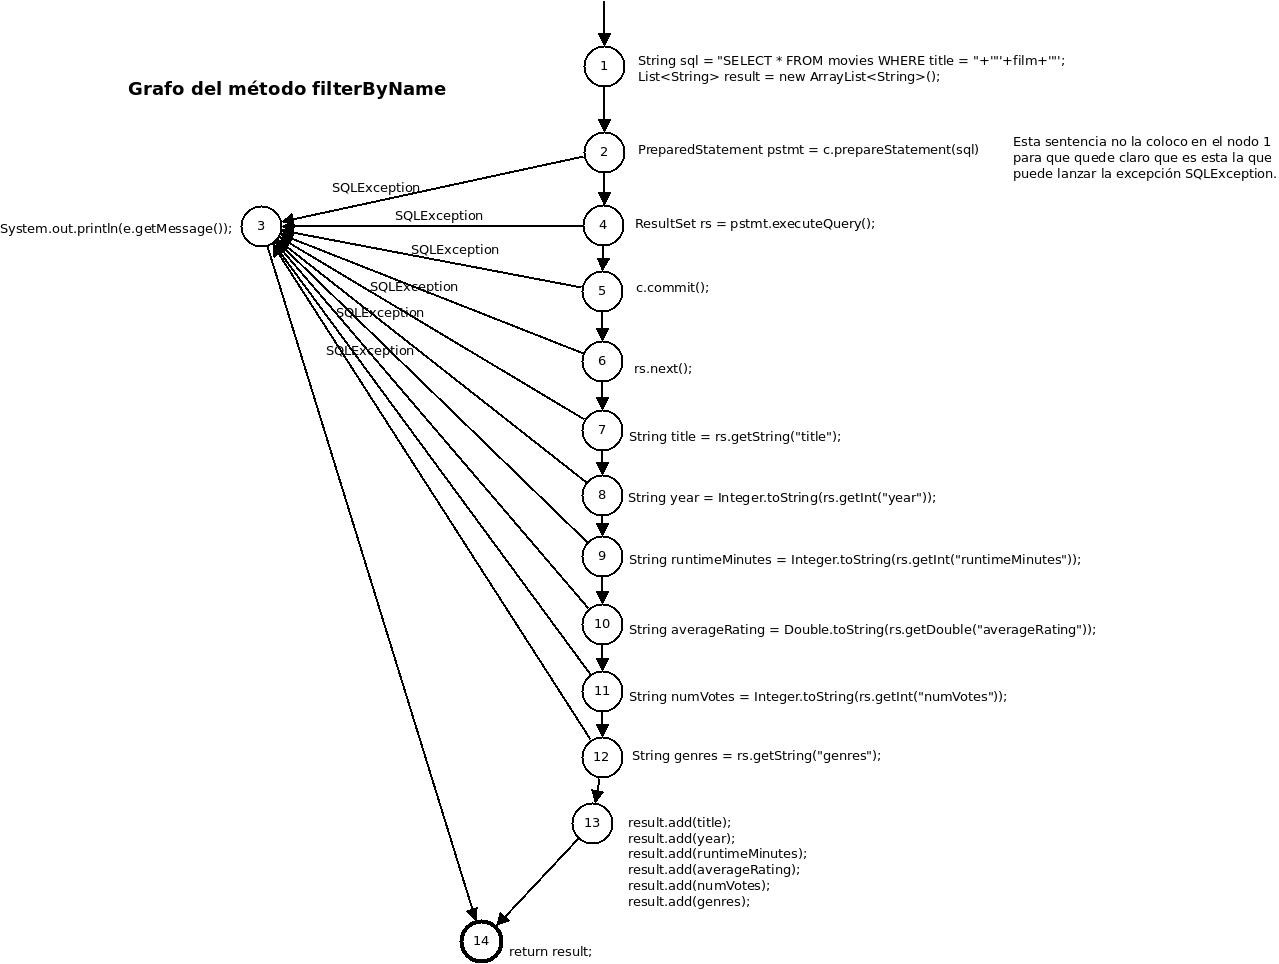 1
String sql = "SELECT * FROM movies WHERE title = "+'"'+film+'"';
List<String> result = new ArrayList<String>();
Grafo del método filterByName
2
PreparedStatement pstmt = c.prepareStatement(sql)
Esta sentencia no la coloco en el nodo 1
para que quede claro que es esta la que
puede lanzar la excepción SQLException.
SQLException
System.out.println(e.getMessage());
3
SQLException
4
ResultSet rs = pstmt.executeQuery();
SQLException
5
c.commit();
SQLException
SQLException
SQLException
6
rs.next();
7
String title = rs.getString("title");
8
String year = Integer.toString(rs.getInt("year"));
9
String runtimeMinutes = Integer.toString(rs.getInt("runtimeMinutes"));
10
String averageRating = Double.toString(rs.getDouble("averageRating"));
11
String numVotes = Integer.toString(rs.getInt("numVotes"));
12
String genres = rs.getString("genres");
13
result.add(title);
result.add(year);
result.add(runtimeMinutes);
result.add(averageRating);
result.add(numVotes);
result.add(genres);
14
return result;